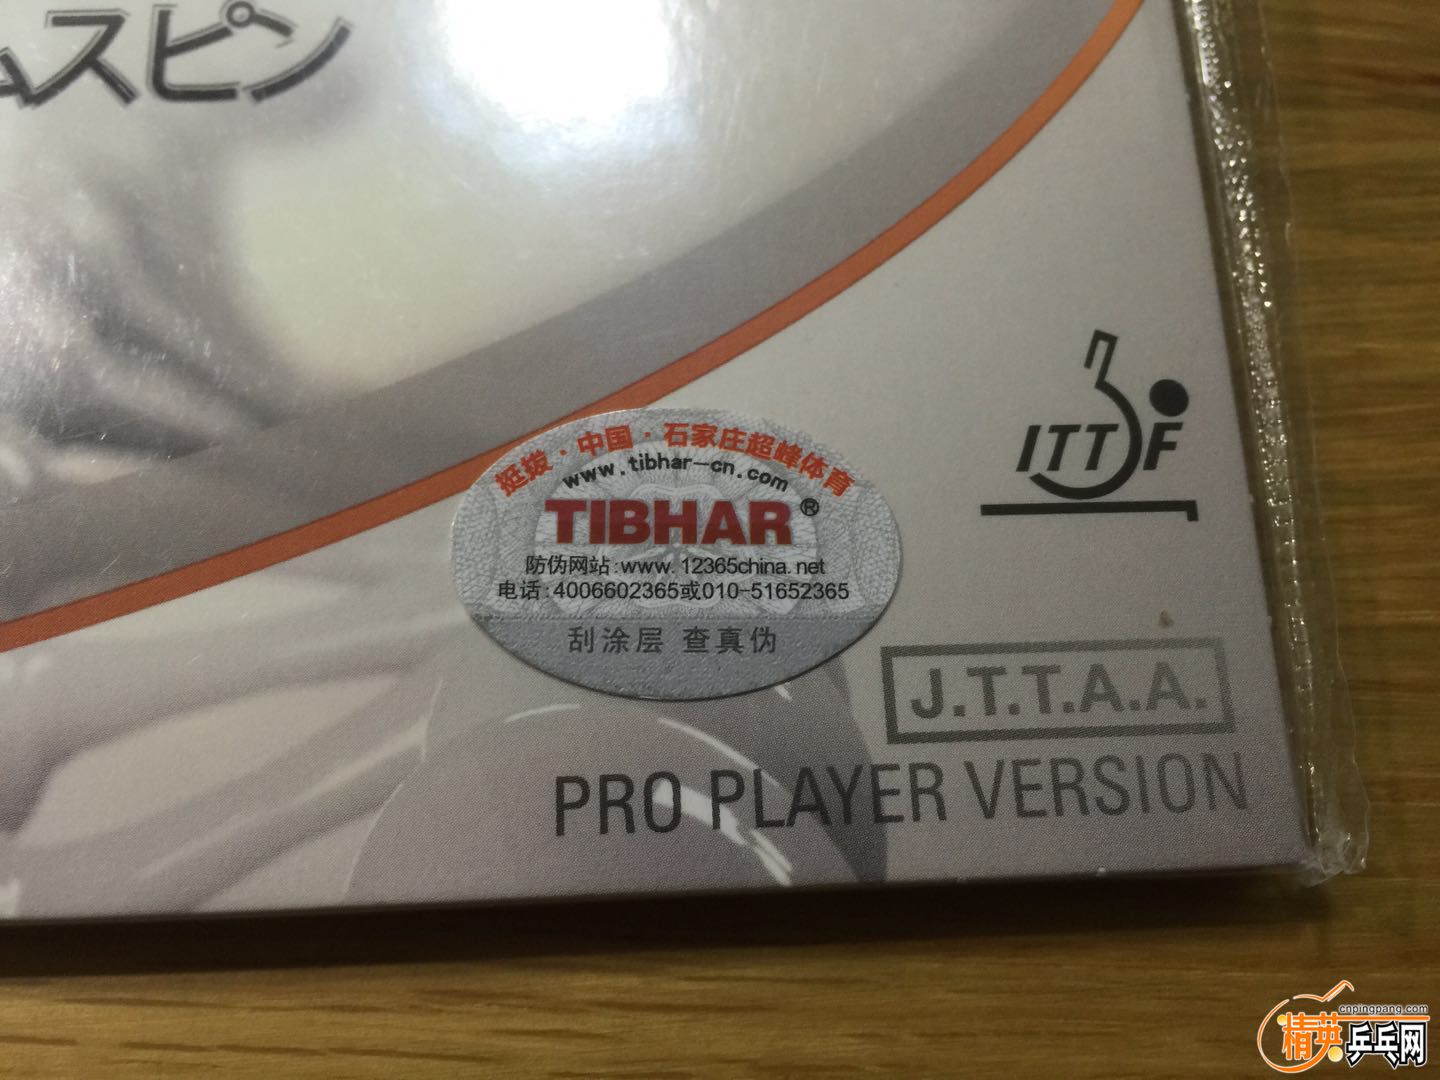 ムスピン
挺拨·中国·石家庄超峰体育
www.tibhar-cn.com
TIBHAR®
防伪网站:www.12365china.net
电话:4006602365或010-51652365
刮涂层 查真伪
ITTF
J.T.T.A.A.
PRO PLAYER VERSION
cnpingpang.com
精英乒乓网